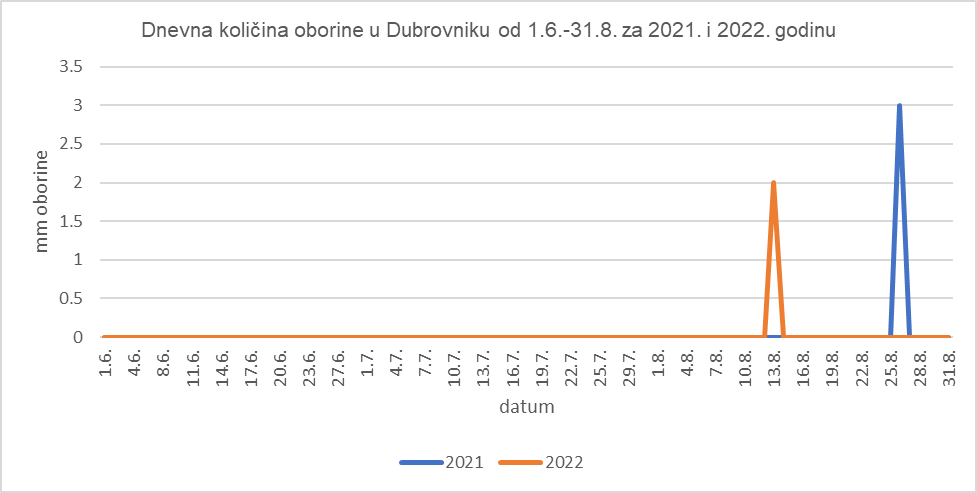 Dnevna količina oborine u Dubrovniku od 1.6.-31.8. za 2021. i 2022. godinu
3.5
3
2.5
2
1.5
1
0.5
0
mm oborine
1.6. 4.6. 8.6. 11.6. 14.6. 17.6. 20.6. 23.6. 27.6. 1.7. 4.7. 7.7. 10.7. 13.7. 16.7. 19.7. 22.7. 25.7. 29.7. 1.8. 4.8. 7.8. 10.8. 13.8. 16.8. 19.8. 22.8. 25.8. 28.8. 31.8.
datum
2021 2022